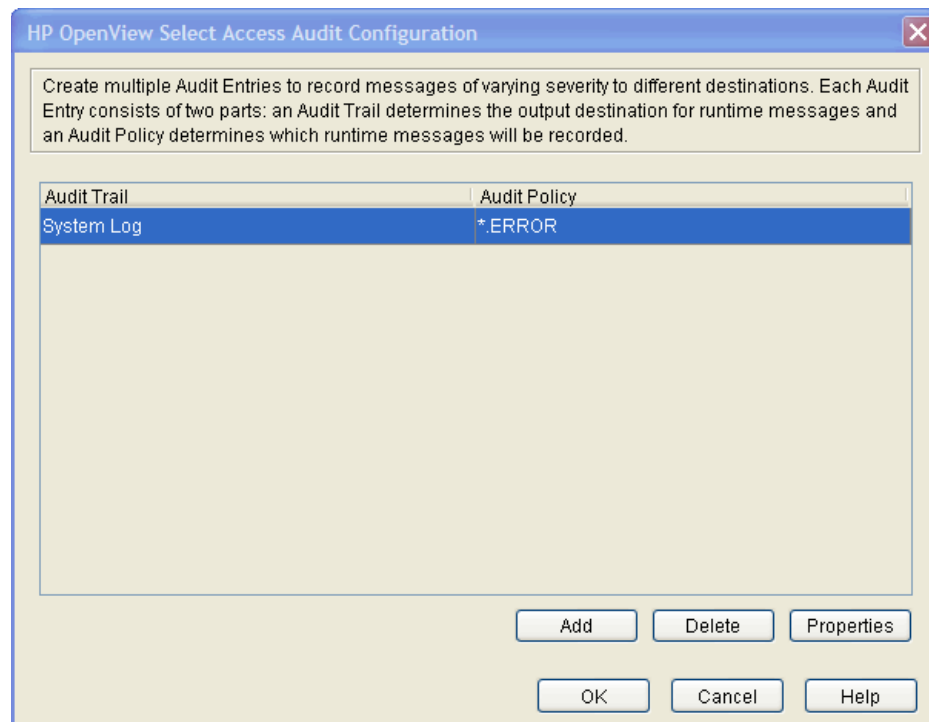 HP OpenView Select Access Audit Configuration
Create multiple Audit Entries to record messages of varying severity to different destinations. Each Audit
Entry consists of two parts: an Audit Trail determines the output destination for runtime messages and
an Audit Policy determines which runtime messages will be recorded.
Audit Trail Audit Policy
System Log *.ERROR
Add Delete Properties
OK Cancel Help